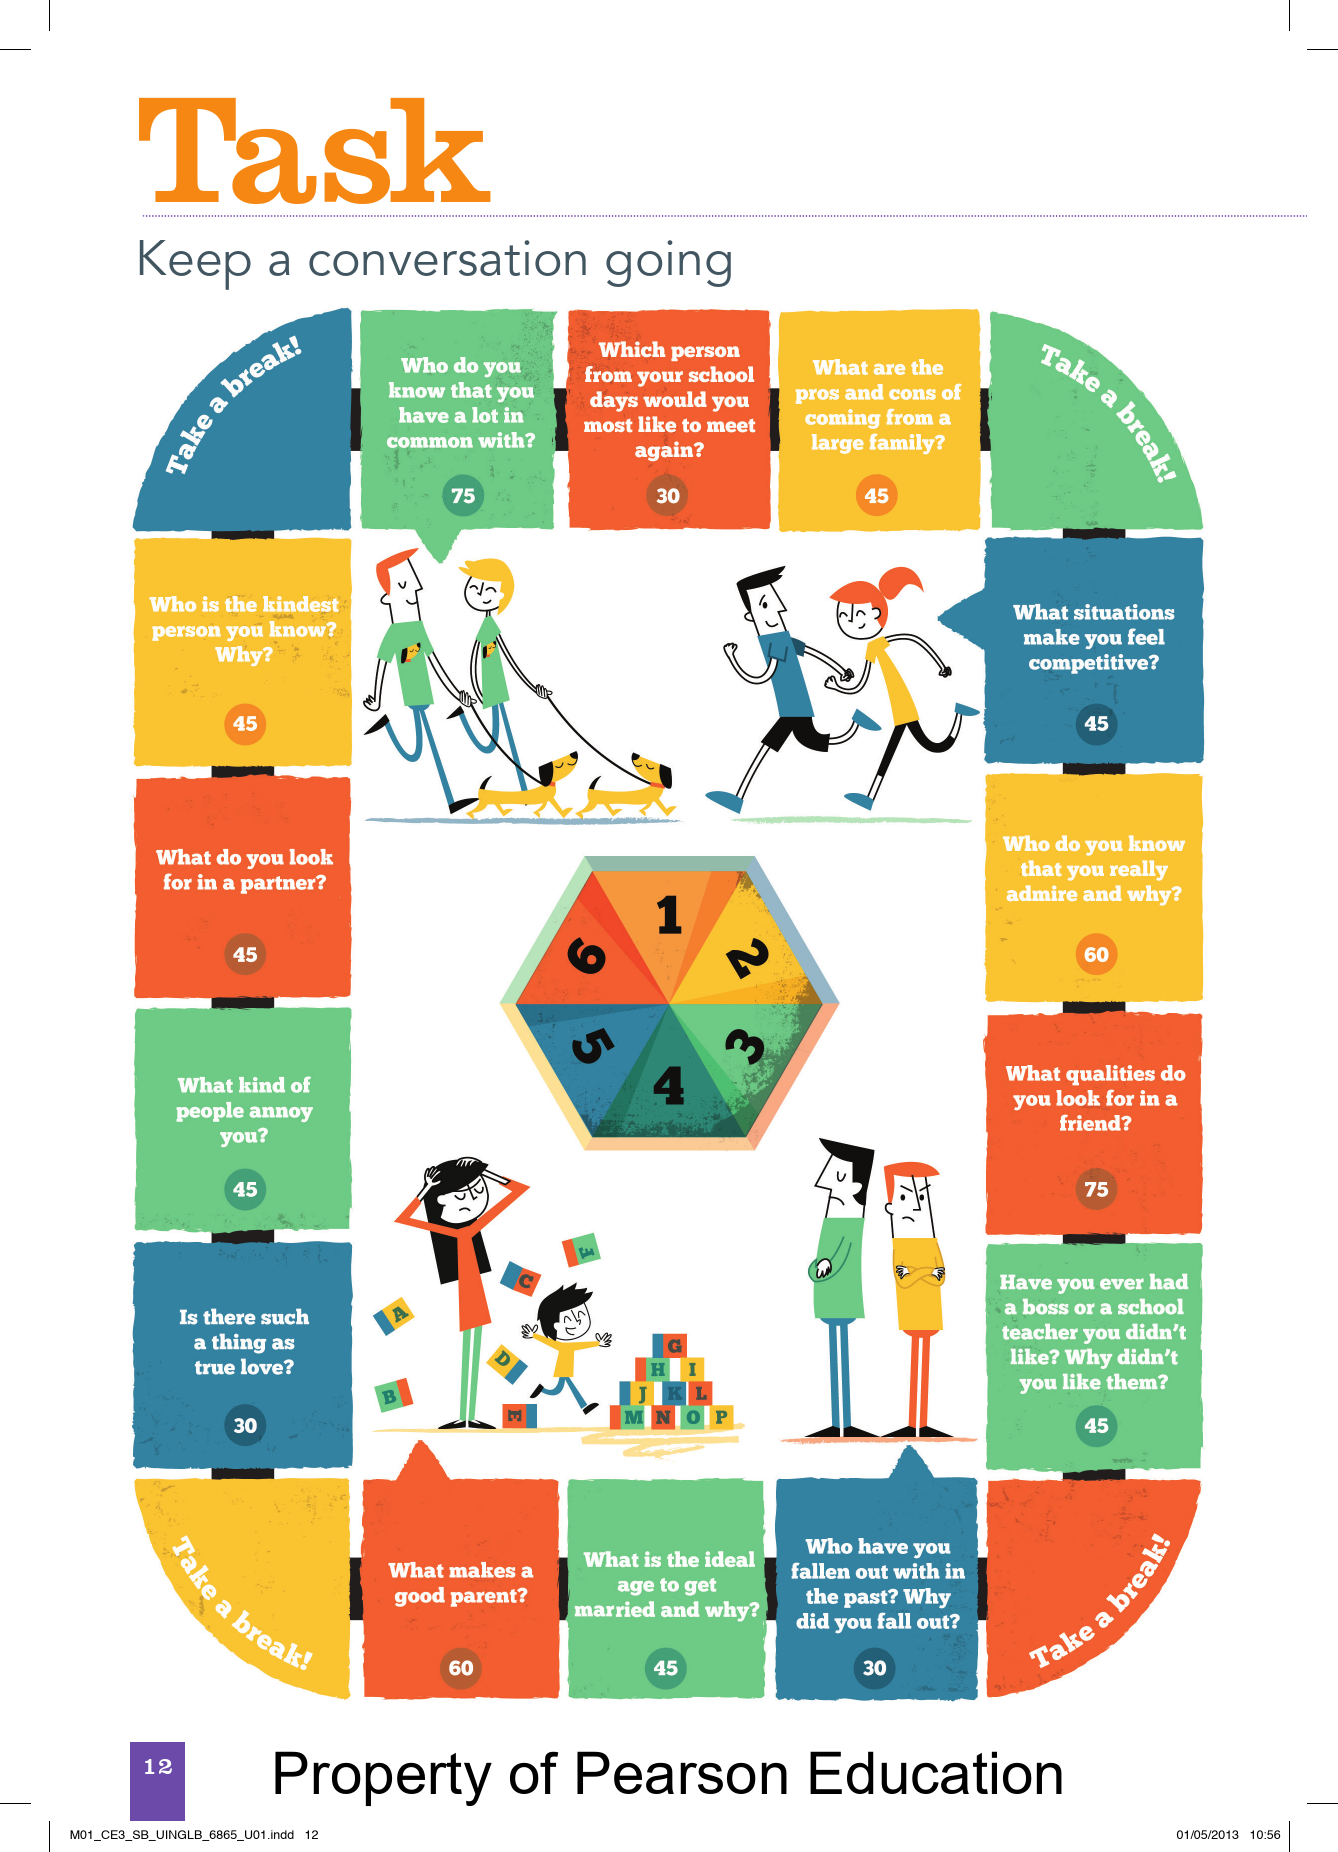 Task
Keep a conversation going
Take a break!
Who do you
know that you
have a lot in
common with?
75
Which person
from your school
days would you
most like to meet
again?
30
What are the
pros and cons of
coming from a
large family?
45
Take a break!
Who is the kindest
person you know?
Why?
45
What situations
make you feel
competitive?
45
What do you look
for in a partner?
45
Who do you know
that you really
admire and why?
60
1
2
3
4
5
6
What kind of
people annoy
you?
45
What qualities do
you look for in a
friend?
75
Is there such
a thing as
true love?
30
Have you ever had
a boss or a school
teacher you didn't
like? Why didn't
you like them?
45
A
B
C
D
E
E
G
H I
J K L
M N O P
Take a break!
What makes a
good parent?
60
What is the ideal
age to get
married and why?
45
Who have you
fallen out with in
the past? Why
did you fall out?
30
Take a break!
12
Property of Pearson Education
M01_CE3_SB_UINGLB_6865_U01.indd 12
01/05/2013 10:56